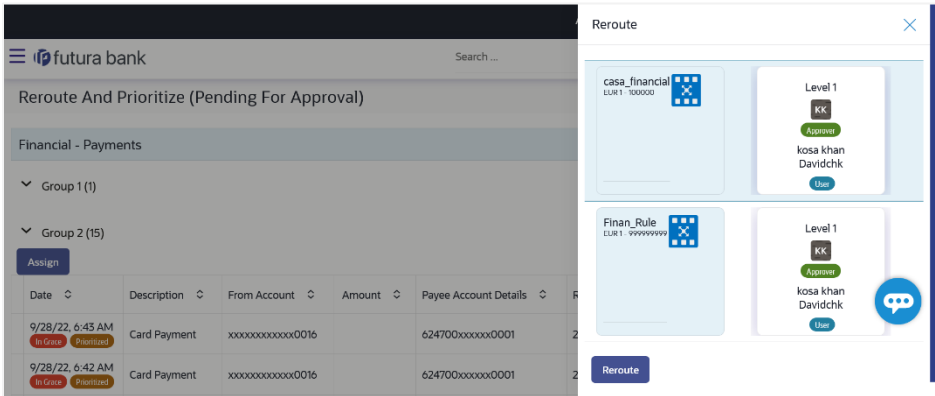 Reroute
futura bank
Search ...
Reroute And Prioritize (Pending For Approval)
Financial - Payments
Group 1 (1)
Group 2 (15)
Assign
Date Description From Account Amount Payee Account Details R
9/28/22, 6:43 AM
In Grace Prioritized
Card Payment xxxxxxxxxxxx0016 624700xxxxxx0001 2
9/28/22, 6:42 AM
In Grace Prioritized
Card Payment xxxxxxxxxxxx0016 624700xxxxxx0001 2
casa_financial
EUR 1 - 100000
Level 1
KK
Approver
kosa khan
Davidchk
User
Finan_Rule
EUR 1 - 999999999
Level 1
KK
Approver
kosa khan
Davidchk
User
Reroute